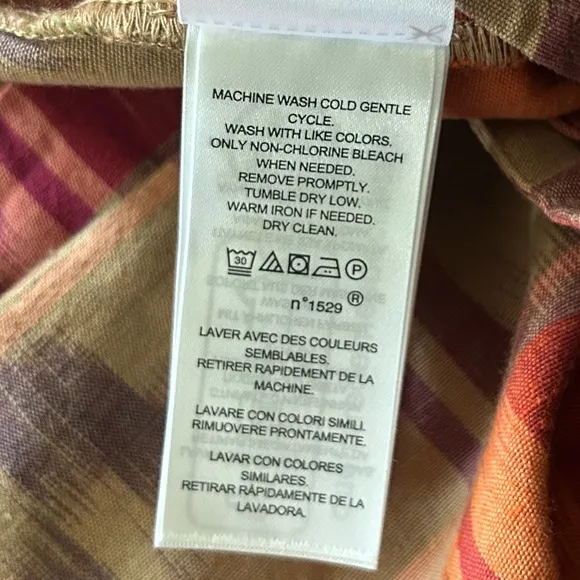 MACHINE WASH COLD GENTLE
CYCLE.
WASH WITH LIKE COLORS.
ONLY NON-CHLORINE BLEACH
WHEN NEEDED.
REMOVE PROMPTLY.
TUMBLE DRY LOW.
WARM IRON IF NEEDED.
DRY CLEAN.
30 P
n°1529 ®
LAVER AVEC DES COULEURS
SEMBLABLES.
RETIRER RAPIDEMENT DE LA
MACHINE.
LAVARE CON COLORI SIMILI.
RIMUOVERE PRONTAMENTE.
LAVAR CON COLORES
SIMILARES.
RETIRAR RÁPIDAMENTE DE LA
LAVADORA.